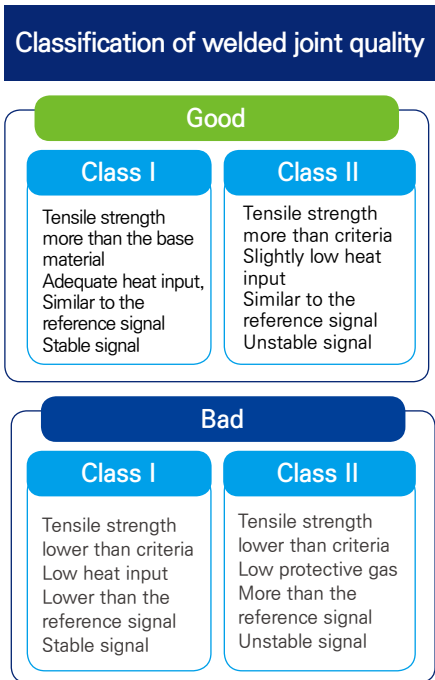 Classification of welded joint quality
Good
Class I
Tensile strength
more than the base
material
Adequate heat input,
Similar to the
reference signal
Stable signal
Class II
Tensile strength
more than criteria
Slightly low heat
input
Similar to the
reference signal
Unstable signal
Bad
Class I
Tensile strength
lower than criteria
Low heat input
Lower than the
reference signal
Stable signal
Class II
Tensile strength
lower than criteria
Low protective gas
More than the
reference signal
Unstable signal